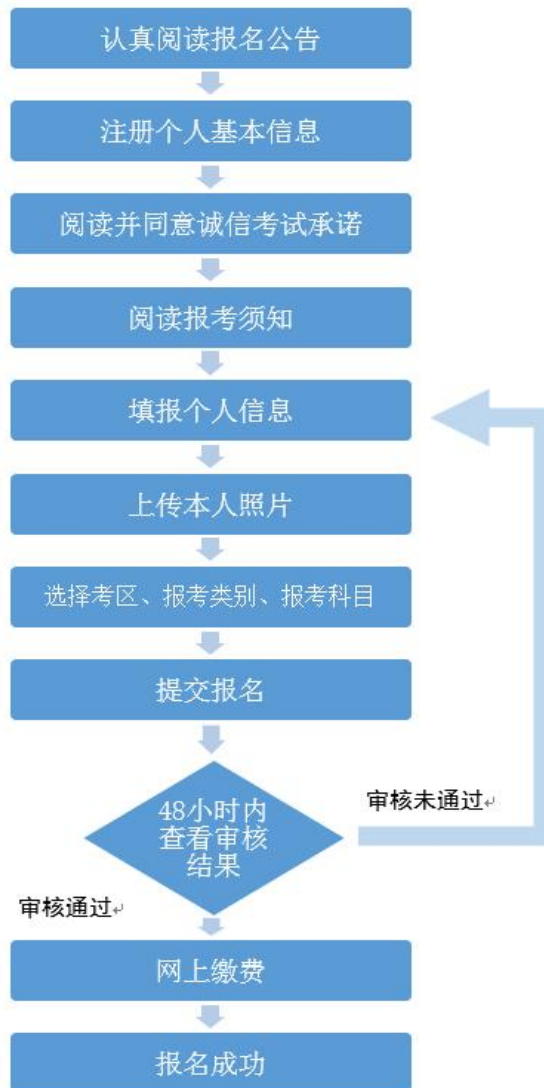 认真阅读报名公告
注册个人基本信息
阅读并同意诚信考试承诺
阅读报考须知
填报个人信息
上传本人照片
选择考区、报考类别、报考科目
提交报名
48小时内
查看审核
结果
审核未通过↵
审核通过↵
网上缴费
报名成功